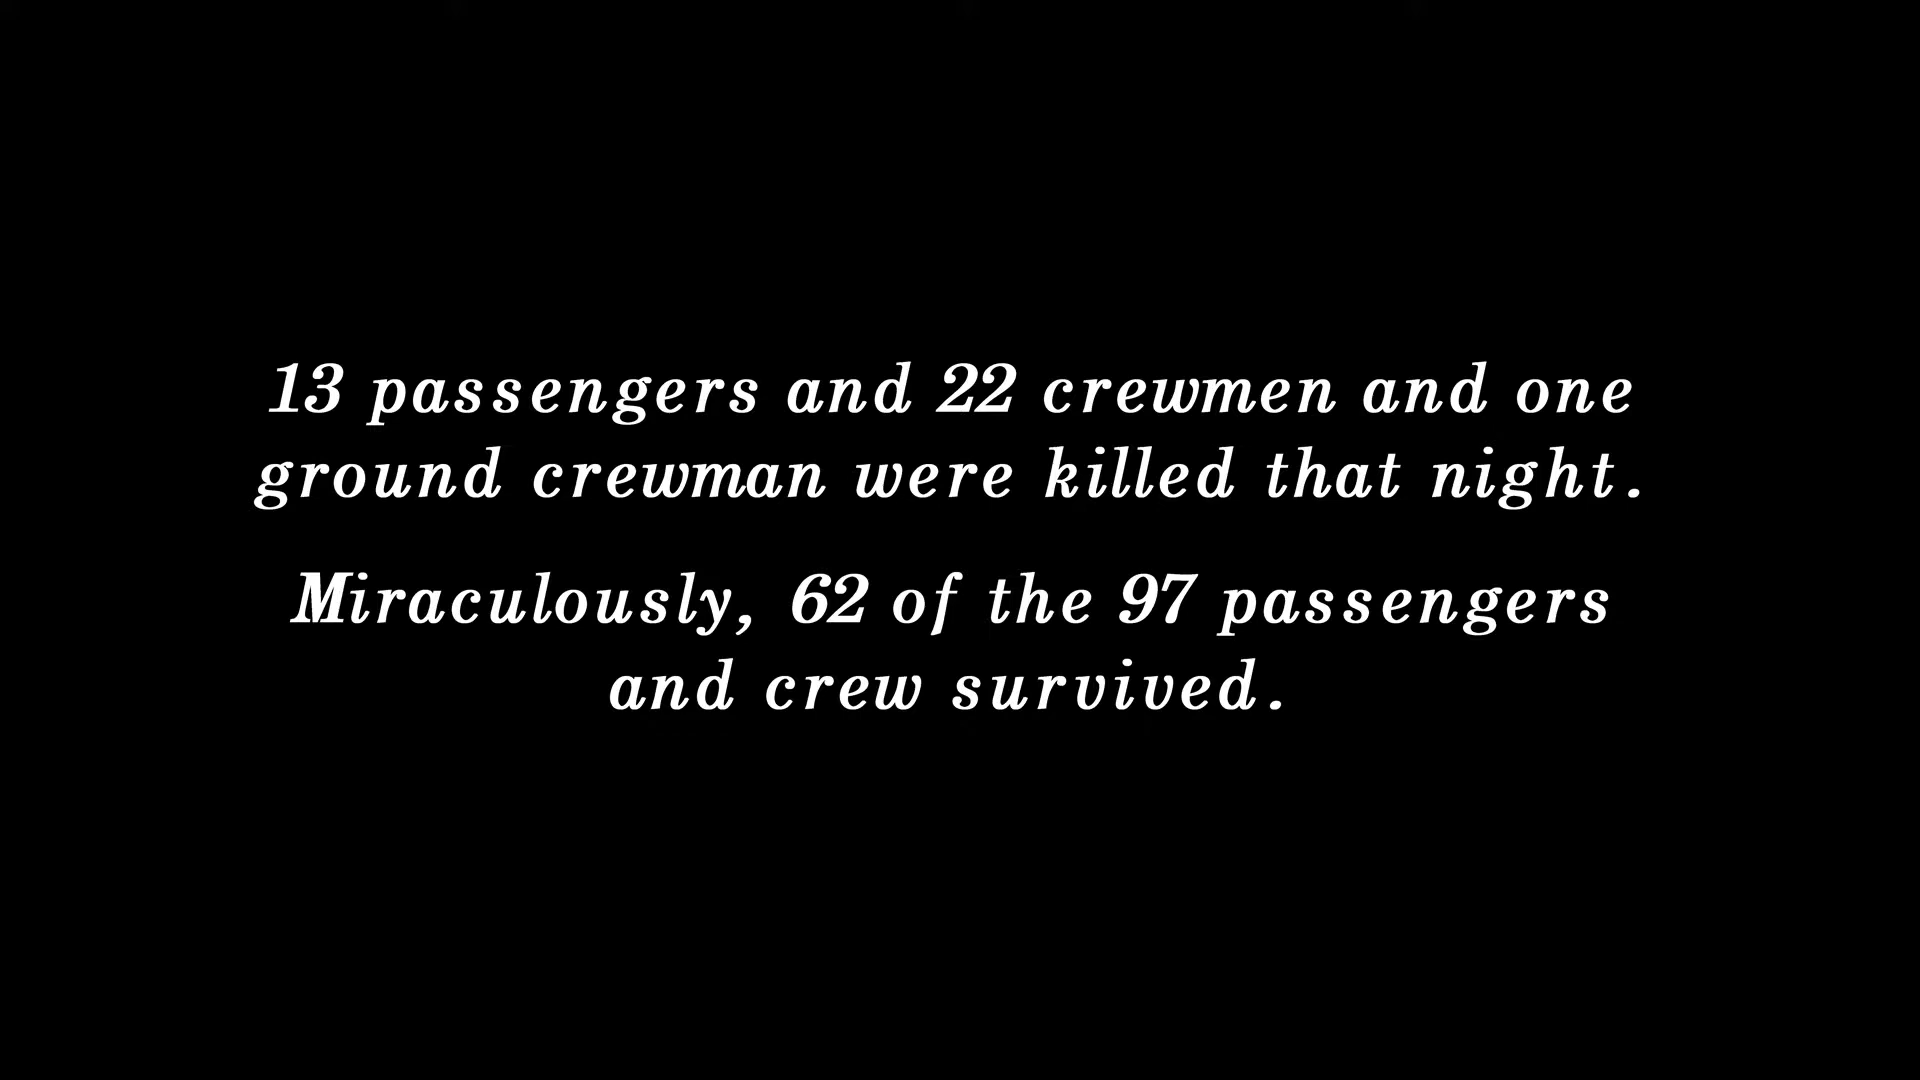 13 passengers and 22 crewmen and one
ground crewman were killed that night.
Miraculously, 62 of the 97 passengers
and crew survived.